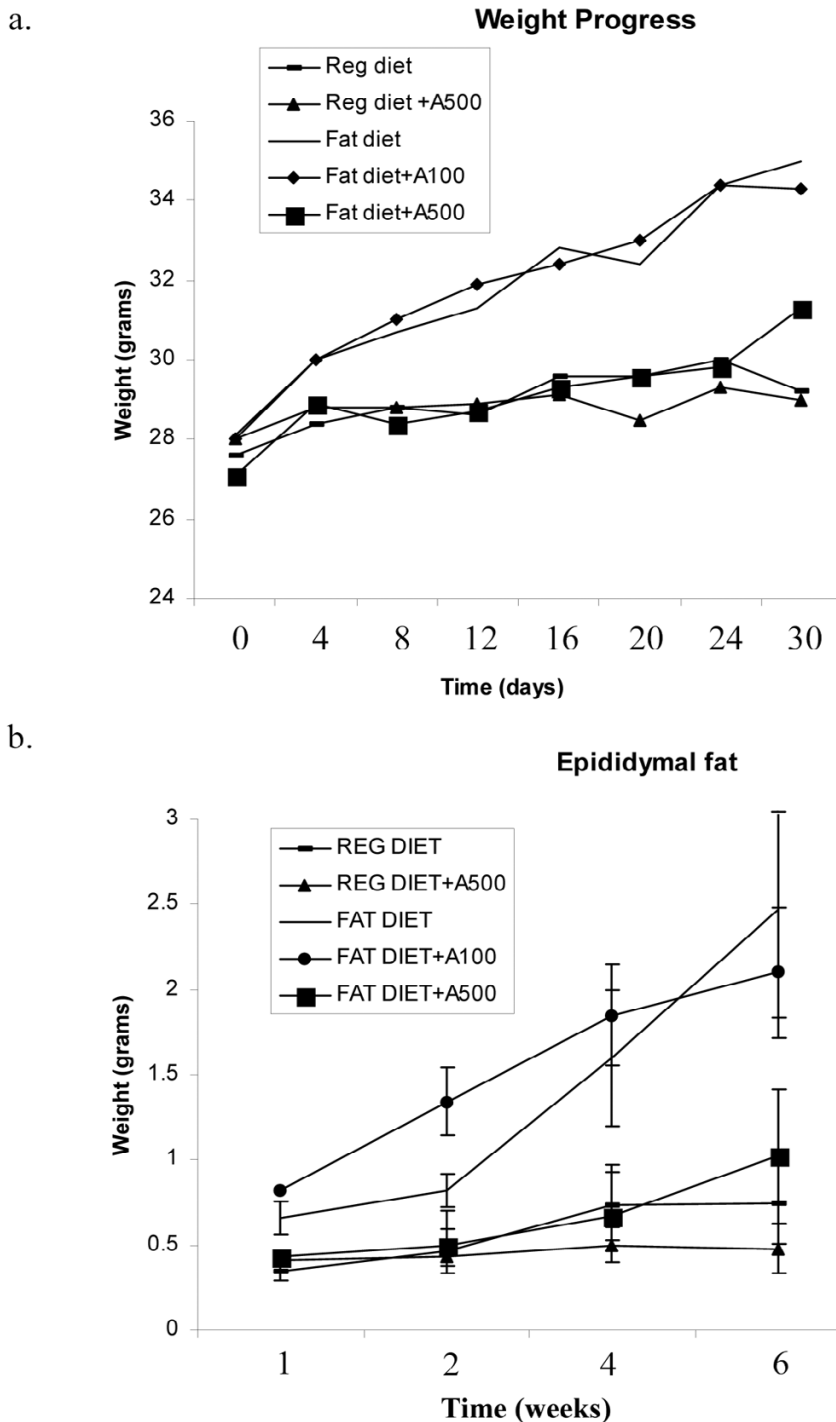 a.
Weight Progress
Reg diet
Reg diet +A500
Fat diet
Fat diet+A100
Fat diet+A500
36
34
32
30
28
26
24
Weight (grams)
0 4 8 12 16 20 24 30
Time (days)
b.
Epididymal fat
REG DIET
REG DIET+A500
FAT DIET
FAT DIET+A100
FAT DIET+A500
3
2.5
2
1.5
1
0.5
0
Weight (grams)
1 2 4 6
Time (weeks)